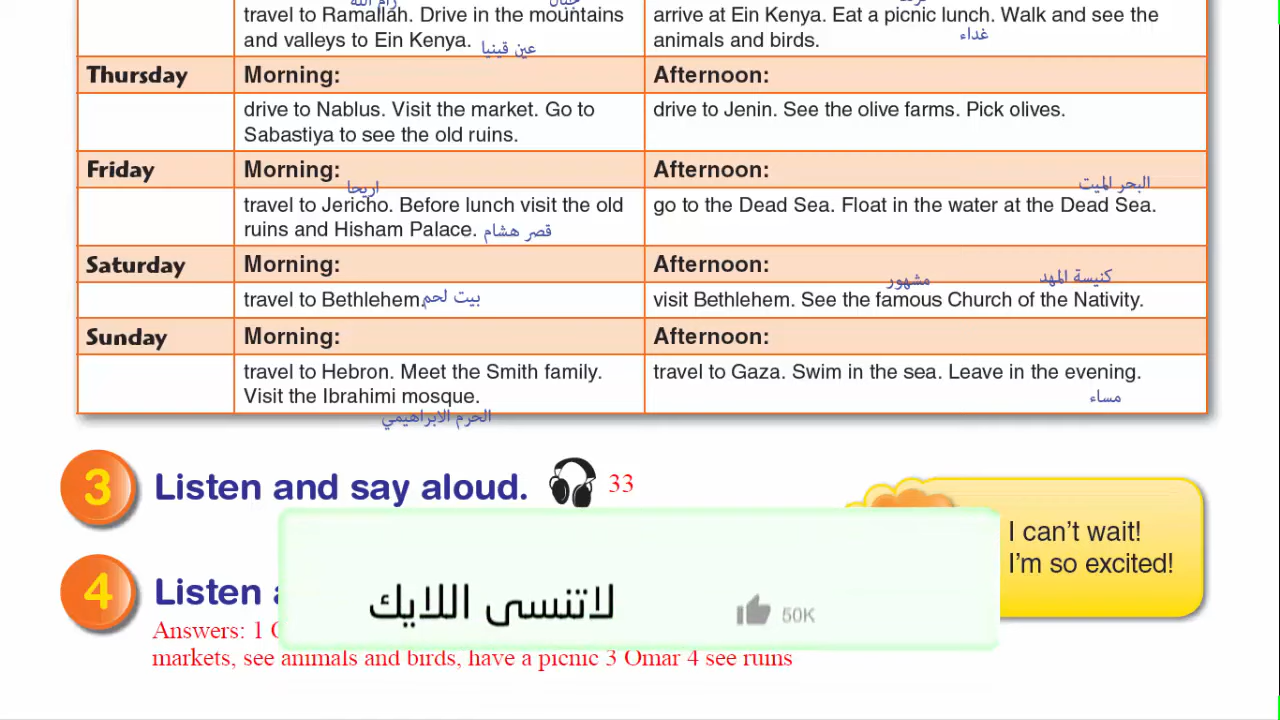 رام الله
جبال
travel to Ramallah. Drive in the mountains
and valleys to Ein Kenya.
عين قينيا
arrive at Ein Kenya. Eat a picnic lunch. Walk and see the
animals and birds.
غداء
Thursday
Morning:
Afternoon:
drive to Nablus. Visit the market. Go to
Sabastiya to see the old ruins.
drive to Jenin. See the olive farms. Pick olives.
Friday
Morning:
Afternoon:
اريحا
البحر الميت
travel to Jericho. Before lunch visit the old
ruins and Hisham Palace.
قصر هشام
go to the Dead Sea. Float in the water at the Dead Sea.
Saturday
Morning:
Afternoon:
مشهور
كنيسة المهد
travel to Bethlehem.
بيت لحم
visit Bethlehem. See the famous Church of the Nativity.
Sunday
Morning:
Afternoon:
travel to Hebron. Meet the Smith family.
Visit the Ibrahimi mosque.
الحرم الابراهيمي
travel to Gaza. Swim in the sea. Leave in the evening.
مساء
3
Listen and say aloud.
33
I can't wait!
I'm so excited!
4
Listen
لاتنسى اللايك
50K
Answers: 1
markets, see animals and birds, have a picnic 3 Omar 4 see ruins